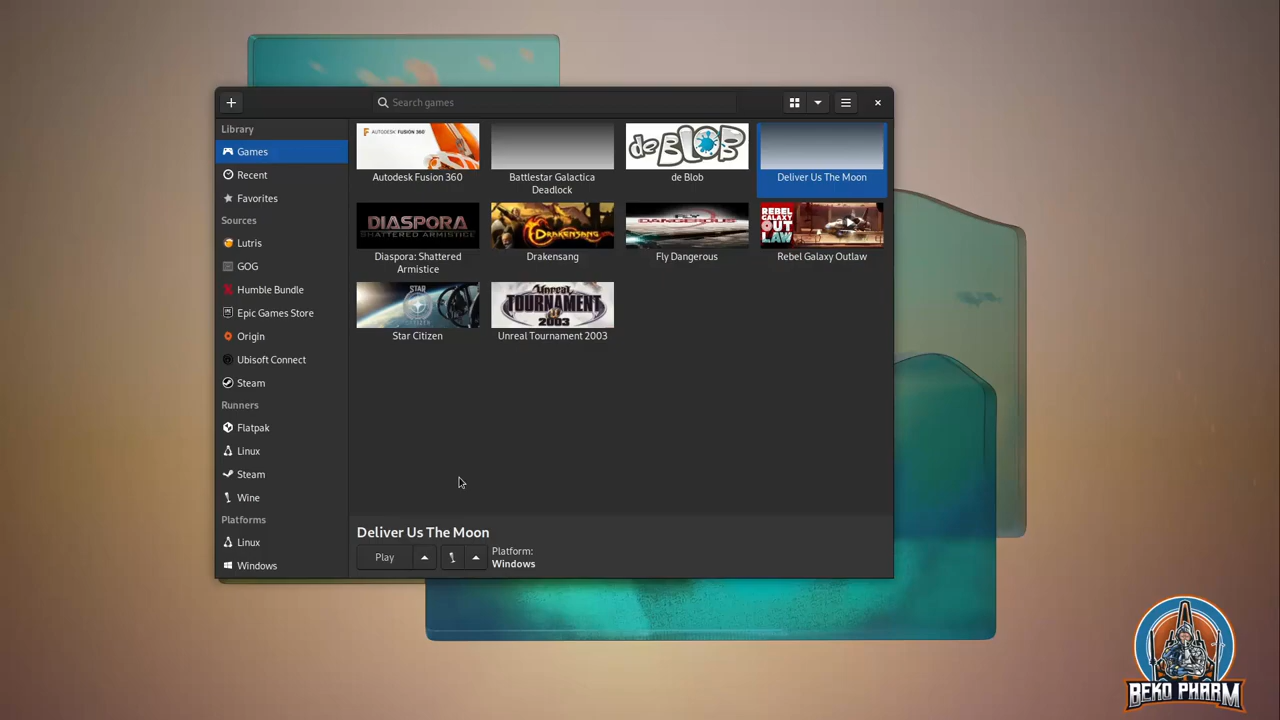 Search games
Library
Games
Recent
Favorites
Sources
Lutris
GOG
Humble Bundle
Epic Games Store
Origin
Ubisoft Connect
Steam
Runners
Flatpak
Linux
Steam
Wine
Platforms
Linux
Windows
AUTODESK FUSION 360
Autodesk Fusion 360
Battlestar Galactica
Deadlock
de BLOB
de Blob
Deliver Us The Moon
DIASPORA
SHATTERED ARMISTICE
Diaspora: Shattered
Armistice
DRAKENSANG
Drakensang
FLY
DANGEROUS
Fly Dangerous
REBEL
GALAXY
OUT
LAW
Rebel Galaxy Outlaw
STAR
CITIZEN
Star Citizen
Unreal
TOURNAMENT
2003
Unreal Tournament 2003
Deliver Us The Moon
Play
Platform:
Windows
BEKO PHARM